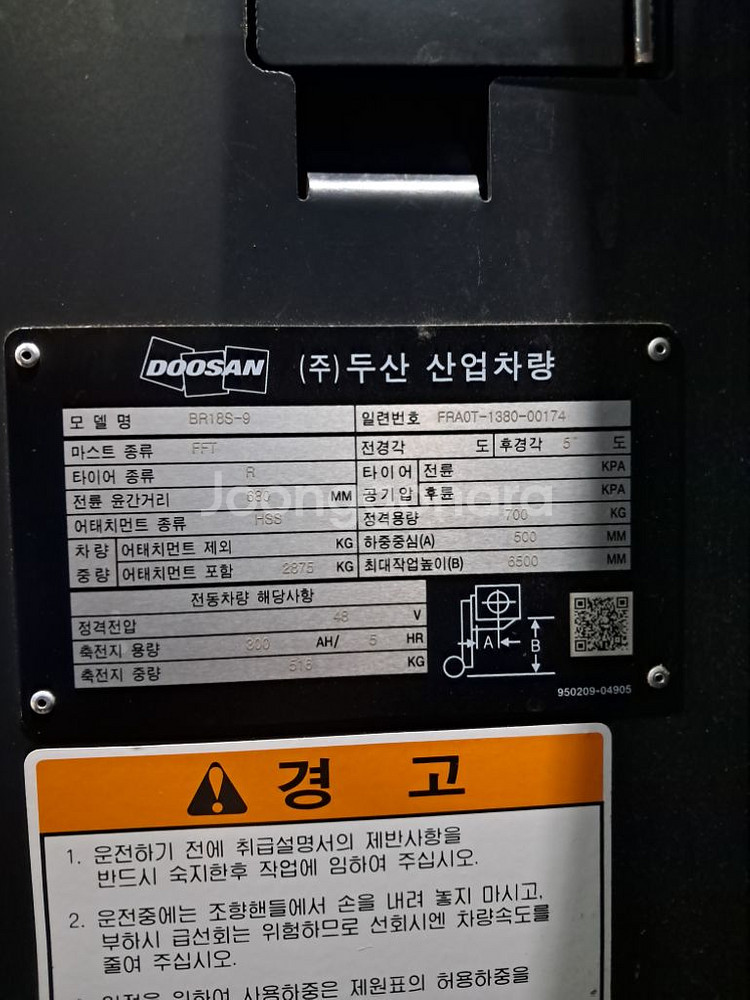 DOOSAN (주)두산 산업차량
모 델 명 BR18S-9 일련번호 FRA0T-1380-00174
마스트 종류 FFT 전경각 도 후경각 5° 도
타이어 종류 R 타이어 전륜 KPA
전륜 윤간거리 680 MM 공기압 후륜 KPA
어태치먼트 종류 HSS 정격용량 700 KG
차량 어태치먼트 제외 KG 하중중심(A) 500 MM
중량 어태치먼트 포함 2875 KG 최대작업높이(B) 6500 MM
전동차량 해당사항
정격전압 48 V
축전지 용량 300 AH/ 5 HR
축전지 중량 KG
A B
950209-04905
Joongomnara
경 고
1. 운전하기 전에 취급설명서의 제반사항을
반드시 숙지한후 작업에 임하여 주십시오.
2. 운전중에는 조향핸들에서 손을 내려 놓지 마시고,
부하시 급선회는 위험하므로 선회시엔 차량속도를
줄여 주십시오.
위하여 사용하중은 제원표의 허용하중을